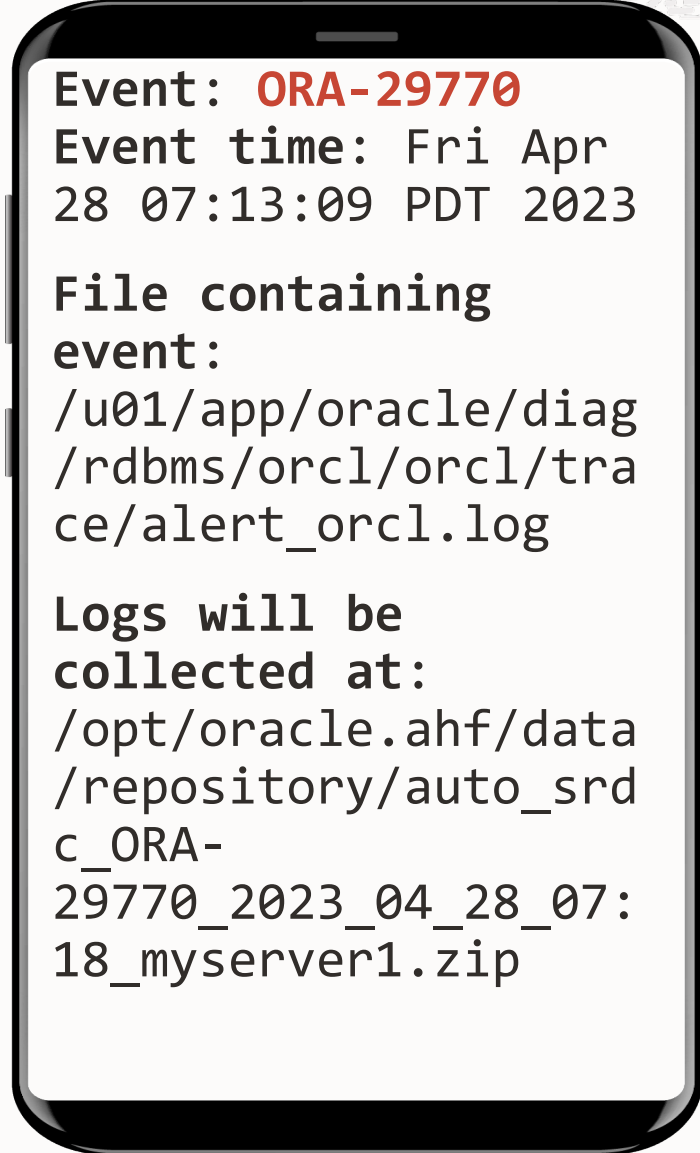 Event: ORA-29770
Event time: Fri Apr
28 07:13:09 PDT 2023
File containing
event:
/u01/app/oracle/diag
/rdbms/orcl/orcl/tra
ce/alert_orcl.log
Logs will be
collected at:
/opt/oracle.ahf/data
/repository/auto_srd
c_ORA-
29770_2023_04_28_07:
18_myserver1.zip